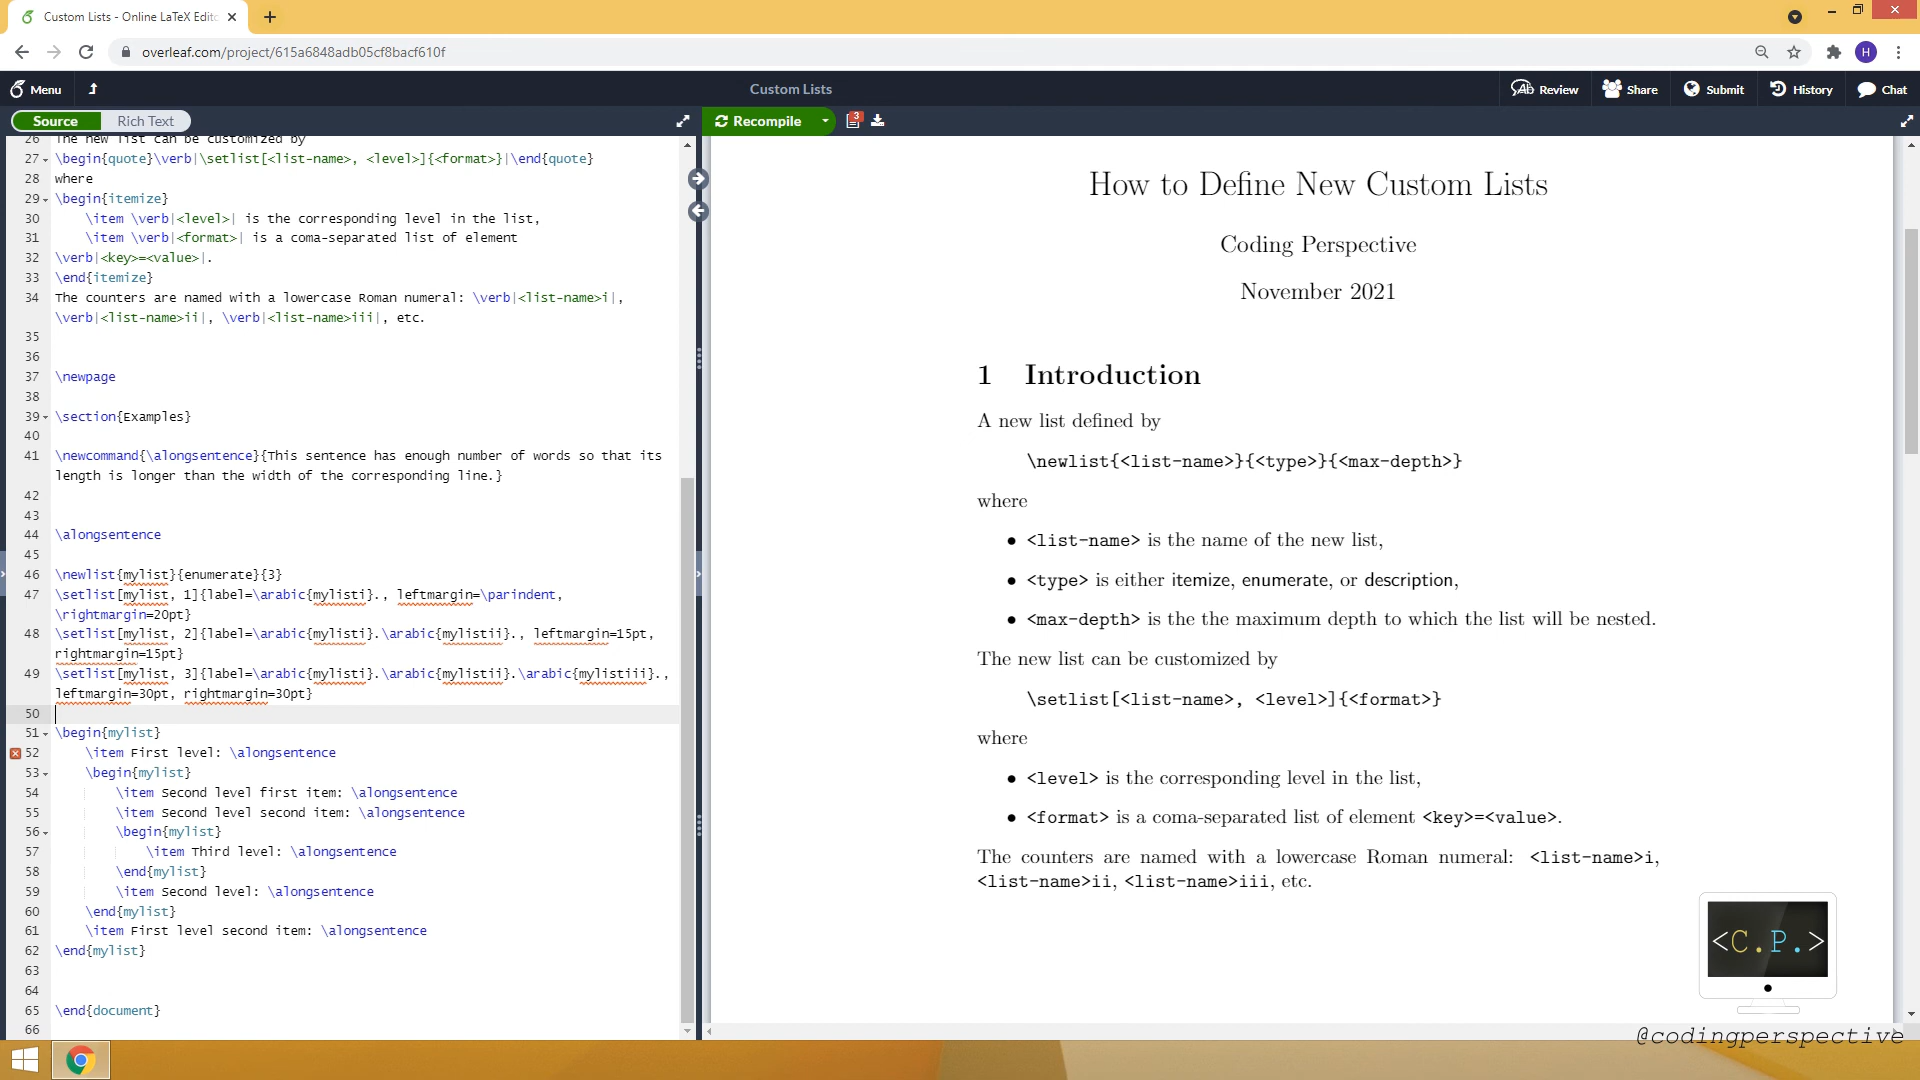 Custom Lists - Online LaTeX Edito
overleaf.com/project/615a6848adb05cf8bacf610f
H
Menu
Custom Lists
Review
Share
Submit
History
Chat
Source
Rich Text
Recompile
3
26 The new list can be customized by
27 \begin{quote}\verb|\setlist[<list-name>, <level>]{<format>}|\end{quote}
28 where
29 \begin{itemize}
30 \item \verb|<level>| is the corresponding level in the list,
31 \item \verb|<format>| is a coma-separated list of element
32 \verb|<key>=<value>|.
33 \end{itemize}
34 The counters are named with a lowercase Roman numeral: \verb|<list-name>i|,
\verb|<list-name>ii|, \verb|<list-name>iii|, etc.
35
36
37 \newpage
38
39 \section{Examples}
40
41 \newcommand{\alongsentence}{This sentence has enough number of words so that its
length is longer than the width of the corresponding line.}
42
43
44 \alongsentence
45
46 \newlist{mylist}{enumerate}{3}
47 \setlist[mylist, 1]{label=\arabic{mylisti}., leftmargin=\parindent,
\rightmargin=20pt}
48 \setlist[mylist, 2]{label=\arabic{mylisti}.\arabic{mylistii}., leftmargin=15pt,
rightmargin=15pt}
49 \setlist[mylist, 3]{label=\arabic{mylisti}.\arabic{mylistii}.\arabic{mylistiii}.,
leftmargin=30pt, rightmargin=30pt}
50
51 \begin{mylist}
52 \item First level: \alongsentence
53 \begin{mylist}
54 \item Second level first item: \alongsentence
55 \item Second level second item: \alongsentence
56 \begin{mylist}
57 \item Third level: \alongsentence
58 \end{mylist}
59 \item Second level: \alongsentence
60 \end{mylist}
61 \item First level second item: \alongsentence
62 \end{mylist}
63
64
65 \end{document}
66
How to Define New Custom Lists
Coding Perspective
November 2021
1 Introduction
A new list defined by
\newlist{<list-name>}{<type>}{<max-depth>}
where
• <list-name> is the name of the new list,
• <type> is either itemize, enumerate, or description,
• <max-depth> is the the maximum depth to which the list will be nested.
The new list can be customized by
\setlist[<list-name>, <level>]{<format>}
where
• <level> is the corresponding level in the list,
• <format> is a coma-separated list of element <key>=<value>.
The counters are named with a lowercase Roman numeral: <list-name>i,
<list-name>ii, <list-name>iii, etc.
<C.P.>
@codingperspective